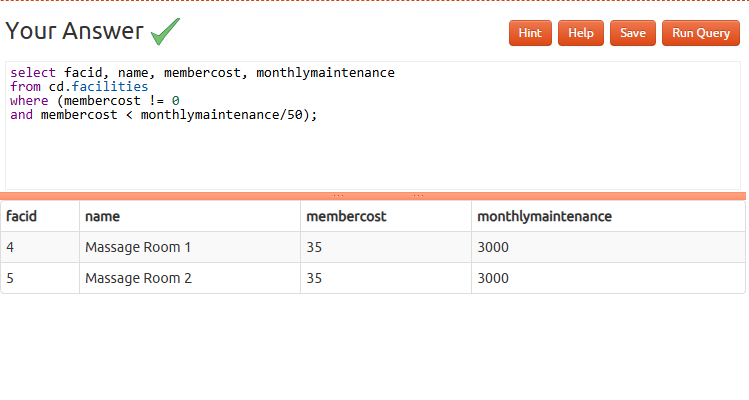 Your Answer
Hint Help Save Run Query
select facid, name, membercost, monthlymaintenance
from cd.facilities
where (membercost != 0
and membercost < monthlymaintenance/50);
facid name membercost monthlymaintenance
4 Massage Room 1 35 3000
5 Massage Room 2 35 3000